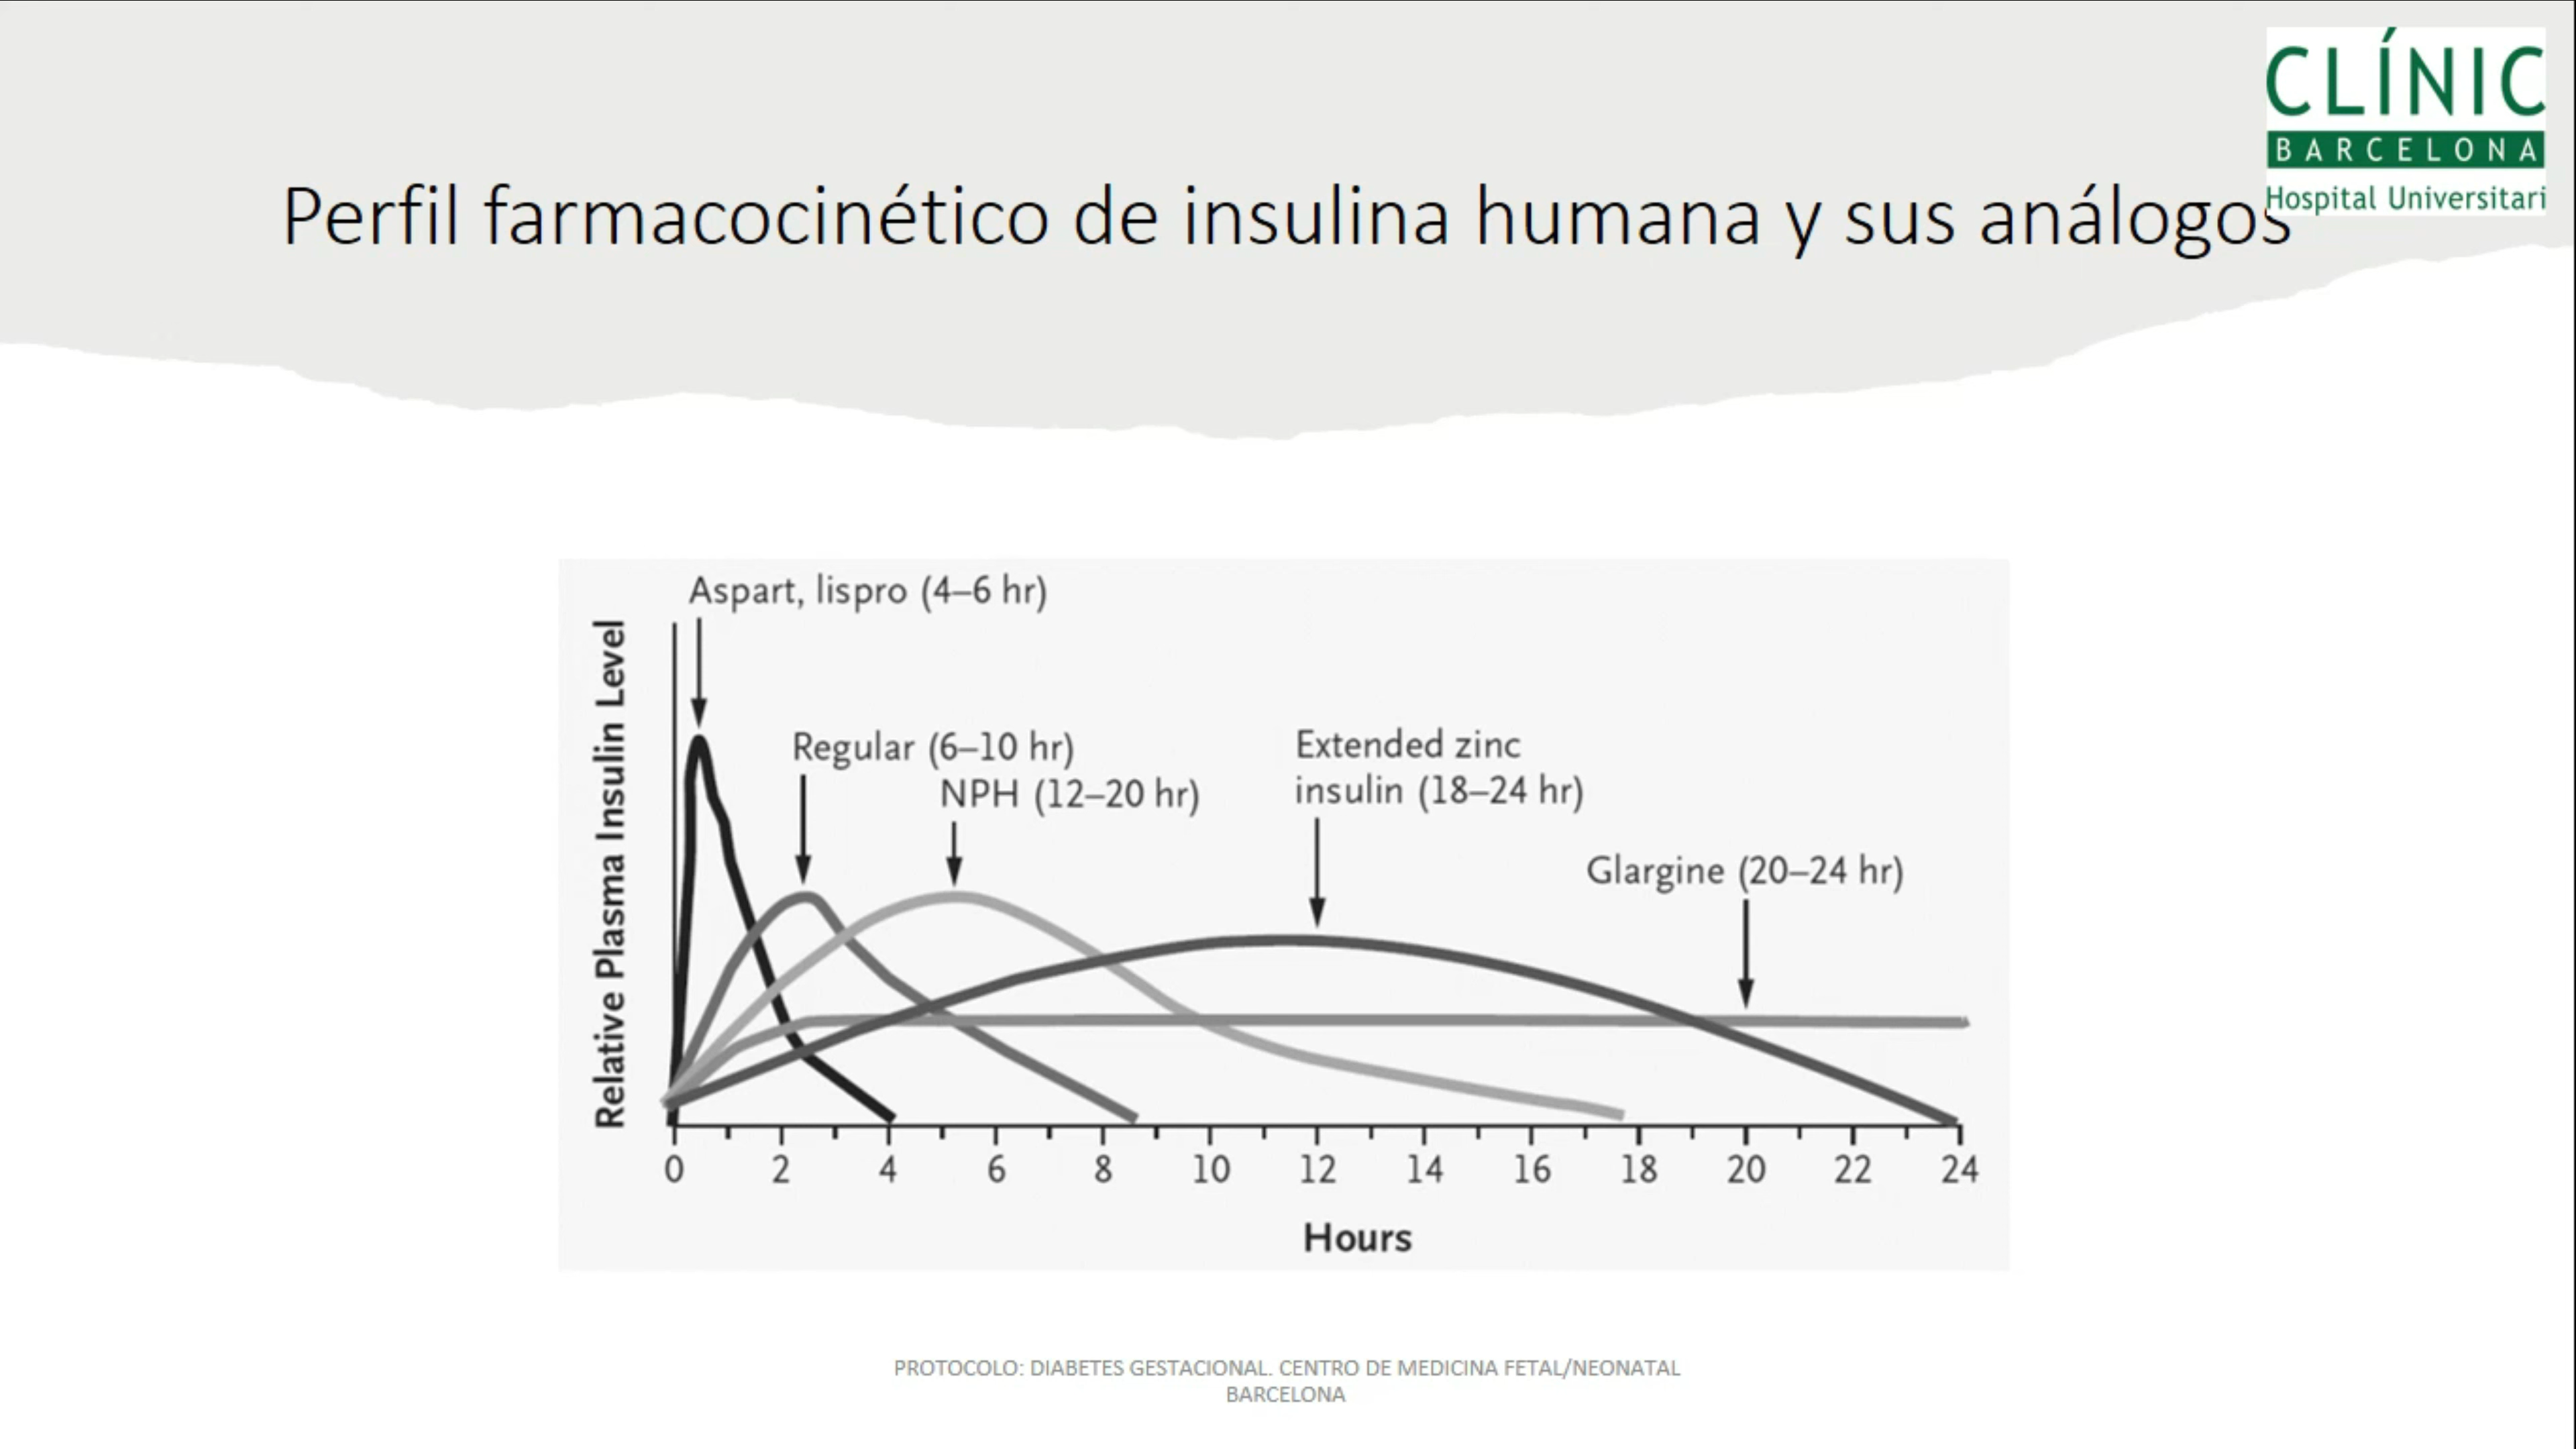 CLÍNIC
BARCELONA
Hospital Universitari
Perfil farmacocinético de insulina humana y sus análogos
Aspart, lispro (4–6 hr)
Regular (6–10 hr)
NPH (12–20 hr)
Extended zinc
insulin (18–24 hr)
Glargine (20–24 hr)
Relative Plasma Insulin Level
0 2 4 6 8 10 12 14 16 18 20 22 24
Hours
PROTOCOLO: DIABETES GESTACIONAL. CENTRO DE MEDICINA FETAL/NEONATAL
BARCELONA